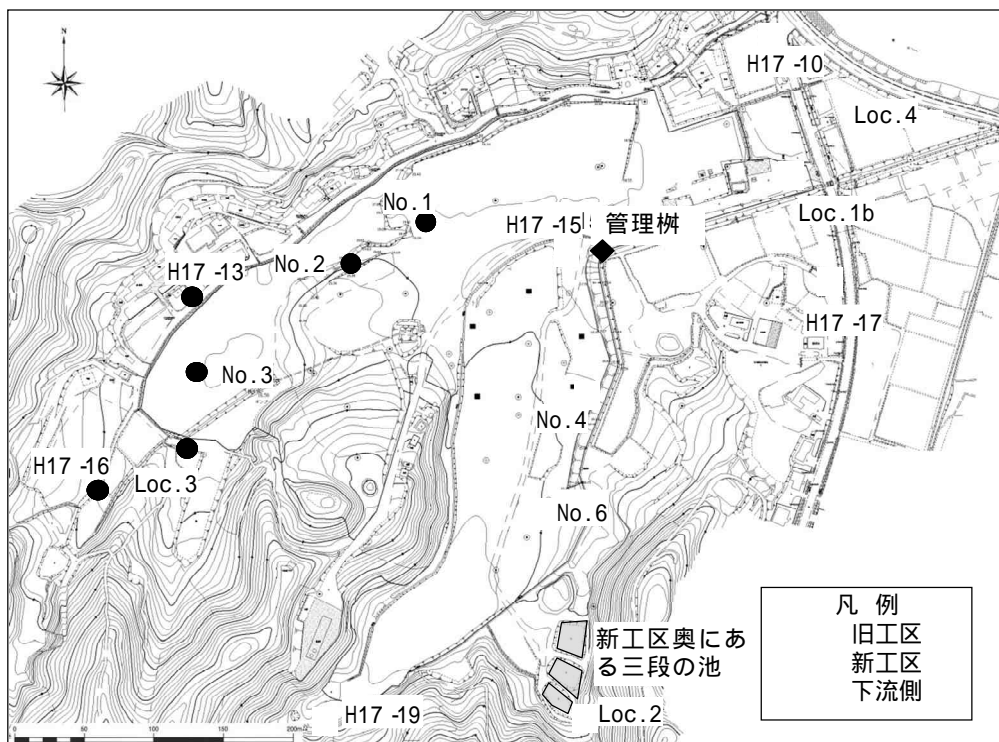 N
H17-10
Loc.4
No.1
H17-15
管理桝
Loc.1b
No.2
H17-13
H17-17
No.3
No.4
H17-16
Loc.3
No.6
凡 例
旧工区
新工区
下流側
新工区奥にあ
る三段の池
H17-19
Loc.2
0 50 100 150 200m